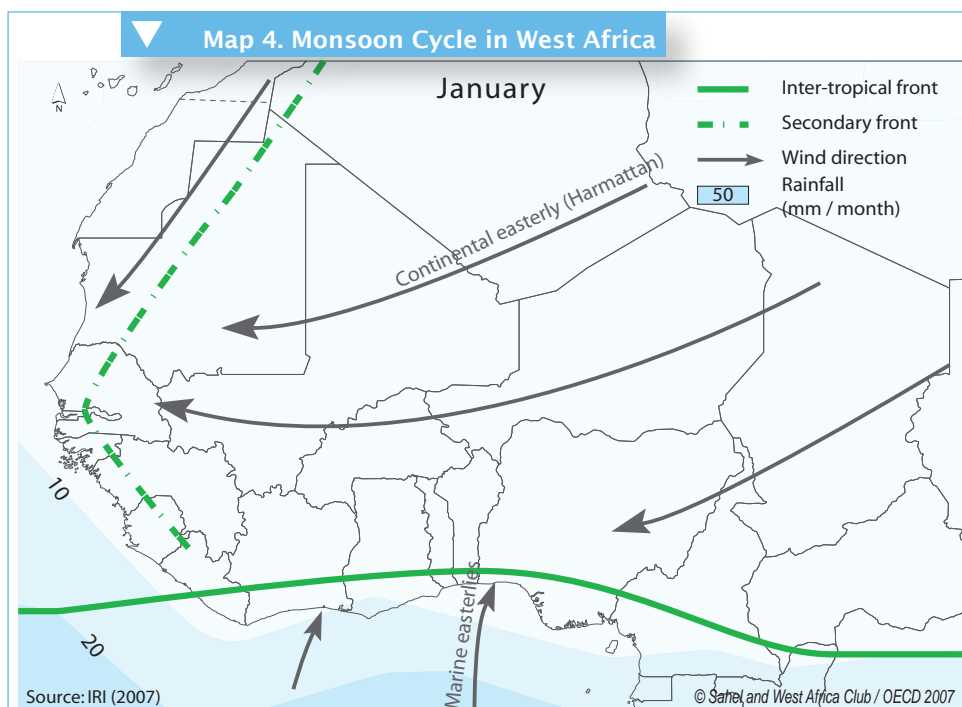 Map 4. Monsoon Cycle in West Africa
January
N
Inter-tropical front
Secondary front
Wind direction
50
Rainfall
(mm / month)
Continental easterly (Harmattan)
10
20
Marine easterlies
Source: IRI (2007)
© Sahel and West Africa Club / OECD 2007